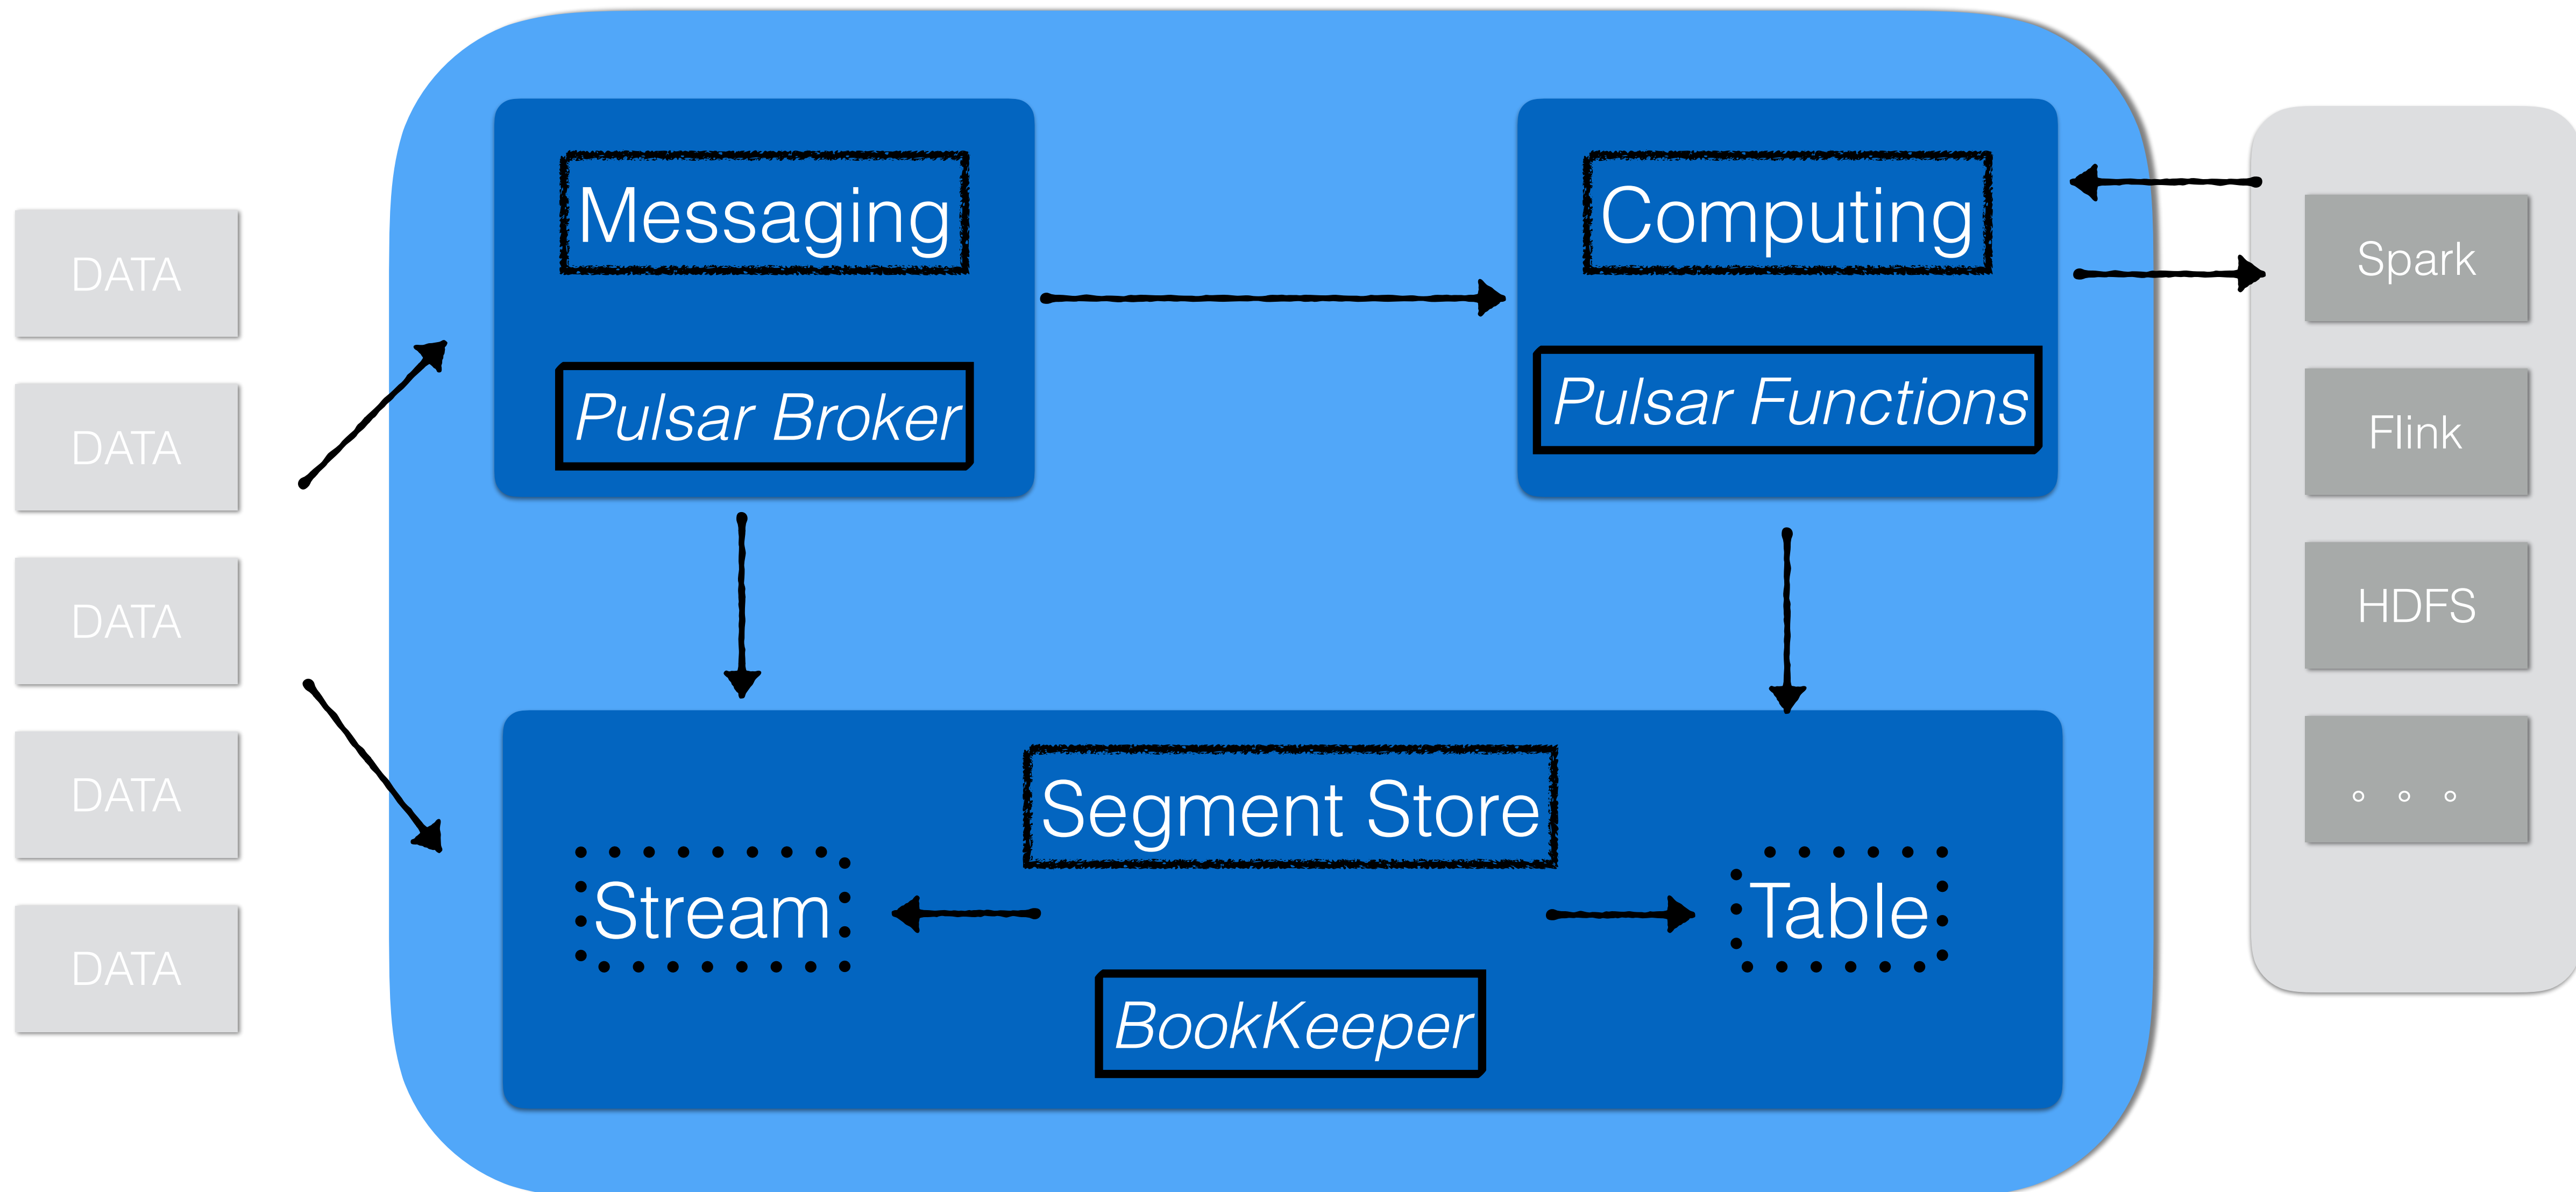 DATA
DATA
DATA
DATA
DATA
Messaging
Pulsar Broker
Computing
Pulsar Functions
Segment Store
Stream
Table
BookKeeper
Spark
Flink
HDFS
◦ ◦ ◦